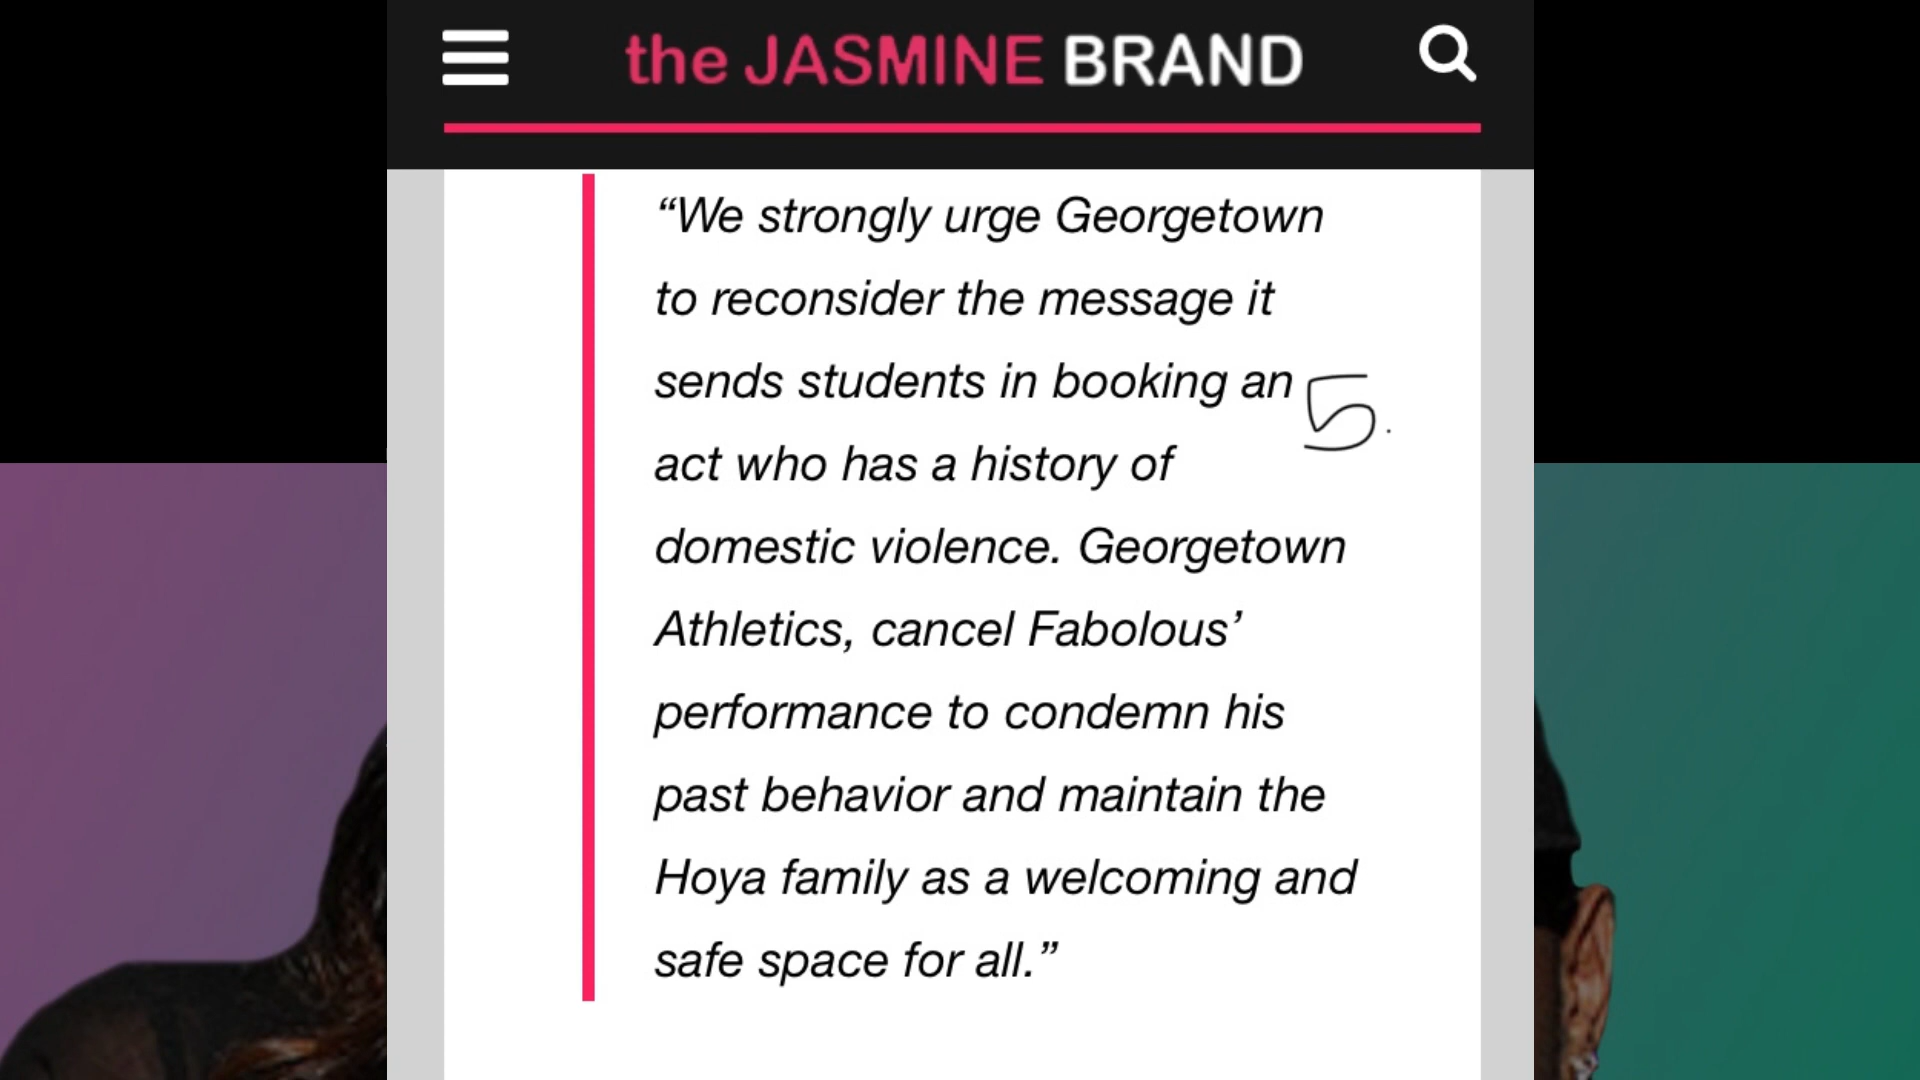 the JASMINE BRAND
“We strongly urge Georgetown
to reconsider the message it
sends students in booking an
5.
act who has a history of
domestic violence. Georgetown
Athletics, cancel Fabolous’
performance to condemn his
past behavior and maintain the
Hoya family as a welcoming and
safe space for all.”